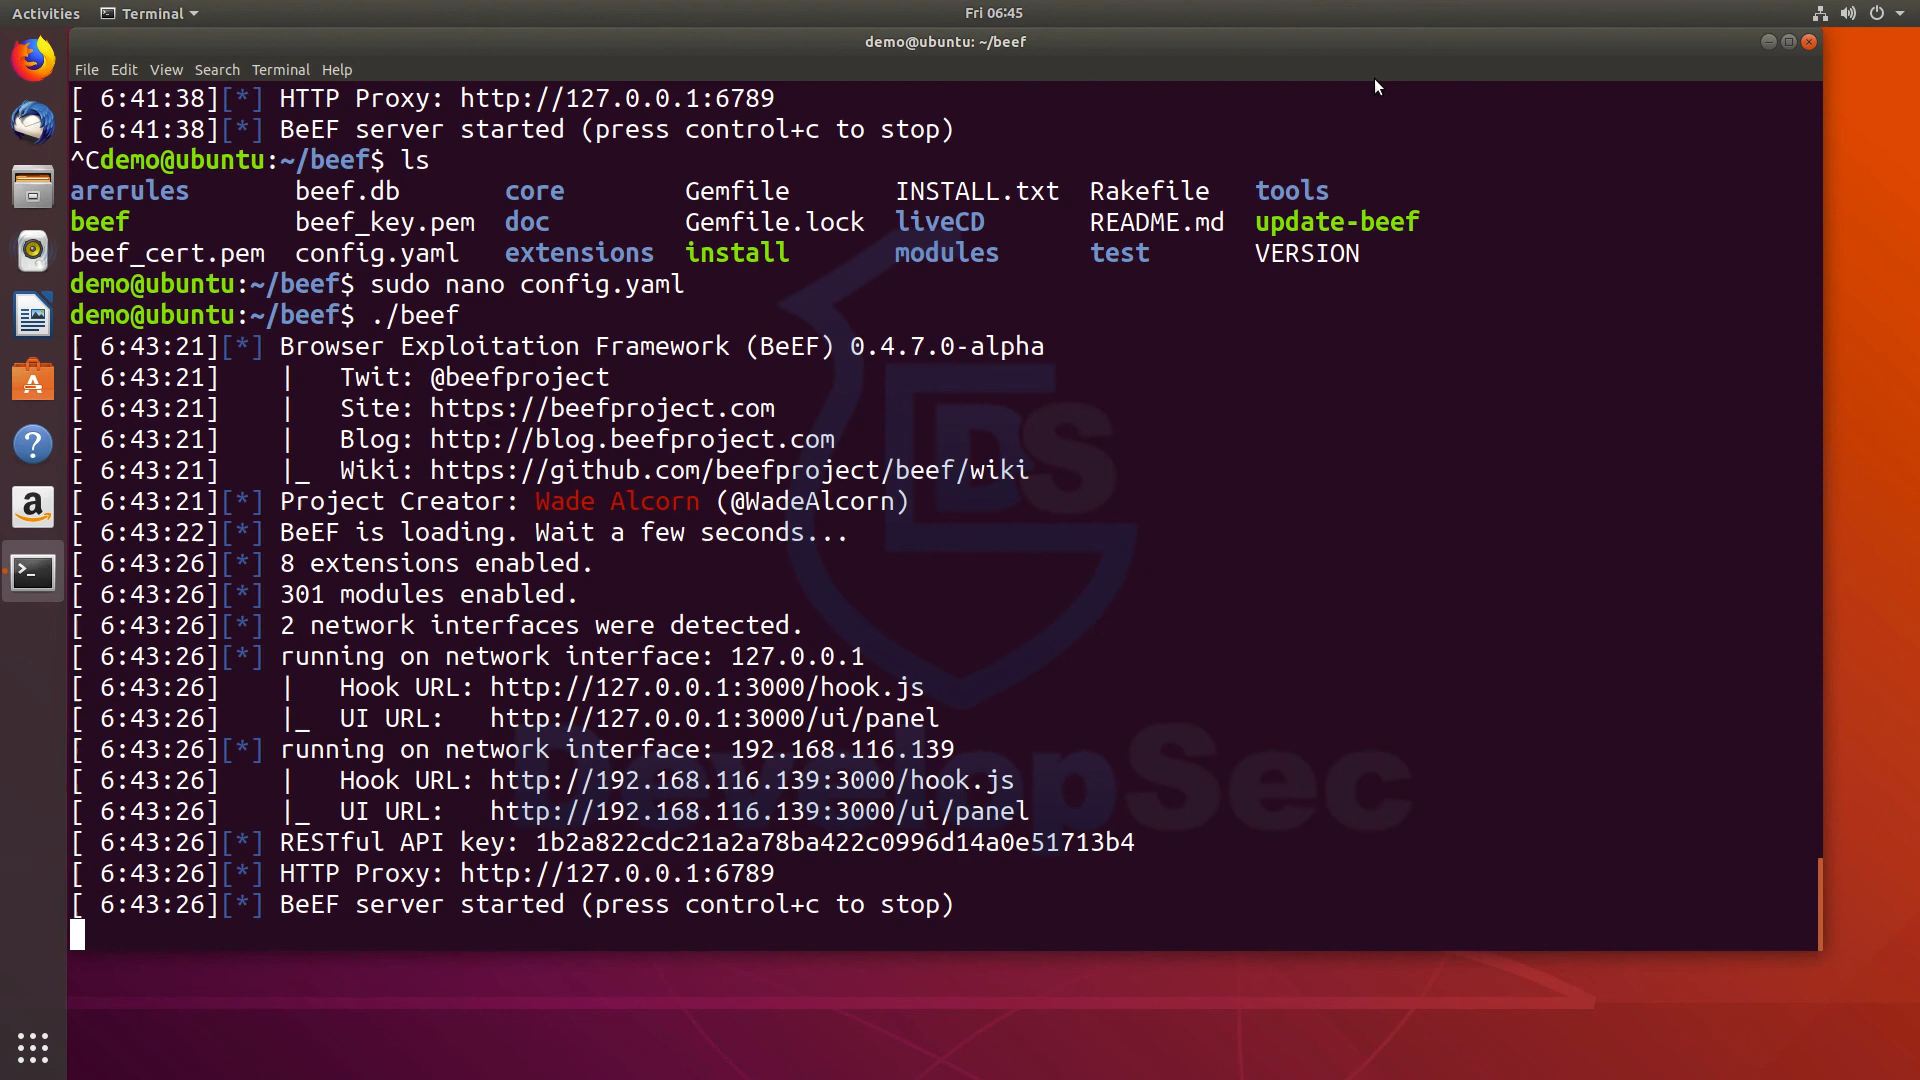 Activities Terminal Fri 06:45
demo@ubuntu: ~/beef
File Edit View Search Terminal Help
[ 6:41:38][*] HTTP Proxy: http://127.0.0.1:6789
[ 6:41:38][*] BeEF server started (press control+c to stop)
^Cdemo@ubuntu:~/beef$ ls
arerules beef.db core Gemfile INSTALL.txt Rakefile tools
beef beef_key.pem doc Gemfile.lock liveCD README.md update-beef
beef_cert.pem config.yaml extensions install modules test VERSION
demo@ubuntu:~/beef$ sudo nano config.yaml
demo@ubuntu:~/beef$ ./beef
[ 6:43:21][*] Browser Exploitation Framework (BeEF) 0.4.7.0-alpha
[ 6:43:21] | Twit: @beefproject
[ 6:43:21] | Site: https://beefproject.com
[ 6:43:21] | Blog: http://blog.beefproject.com
[ 6:43:21] |_ Wiki: https://github.com/beefproject/beef/wiki
[ 6:43:21][*] Project Creator: Wade Alcorn (@WadeAlcorn)
[ 6:43:22][*] BeEF is loading. Wait a few seconds...
[ 6:43:26][*] 8 extensions enabled.
[ 6:43:26][*] 301 modules enabled.
[ 6:43:26][*] 2 network interfaces were detected.
[ 6:43:26][*] running on network interface: 127.0.0.1
[ 6:43:26] | Hook URL: http://127.0.0.1:3000/hook.js
[ 6:43:26] |_ UI URL: http://127.0.0.1:3000/ui/panel
[ 6:43:26][*] running on network interface: 192.168.116.139
[ 6:43:26] | Hook URL: http://192.168.116.139:3000/hook.js
[ 6:43:26] |_ UI URL: http://192.168.116.139:3000/ui/panel
[ 6:43:26][*] RESTful API key: 1b2a822cdc21a2a78ba422c0996d14a0e51713b4
[ 6:43:26][*] HTTP Proxy: http://127.0.0.1:6789
[ 6:43:26][*] BeEF server started (press control+c to stop)
DS
DevelopSec